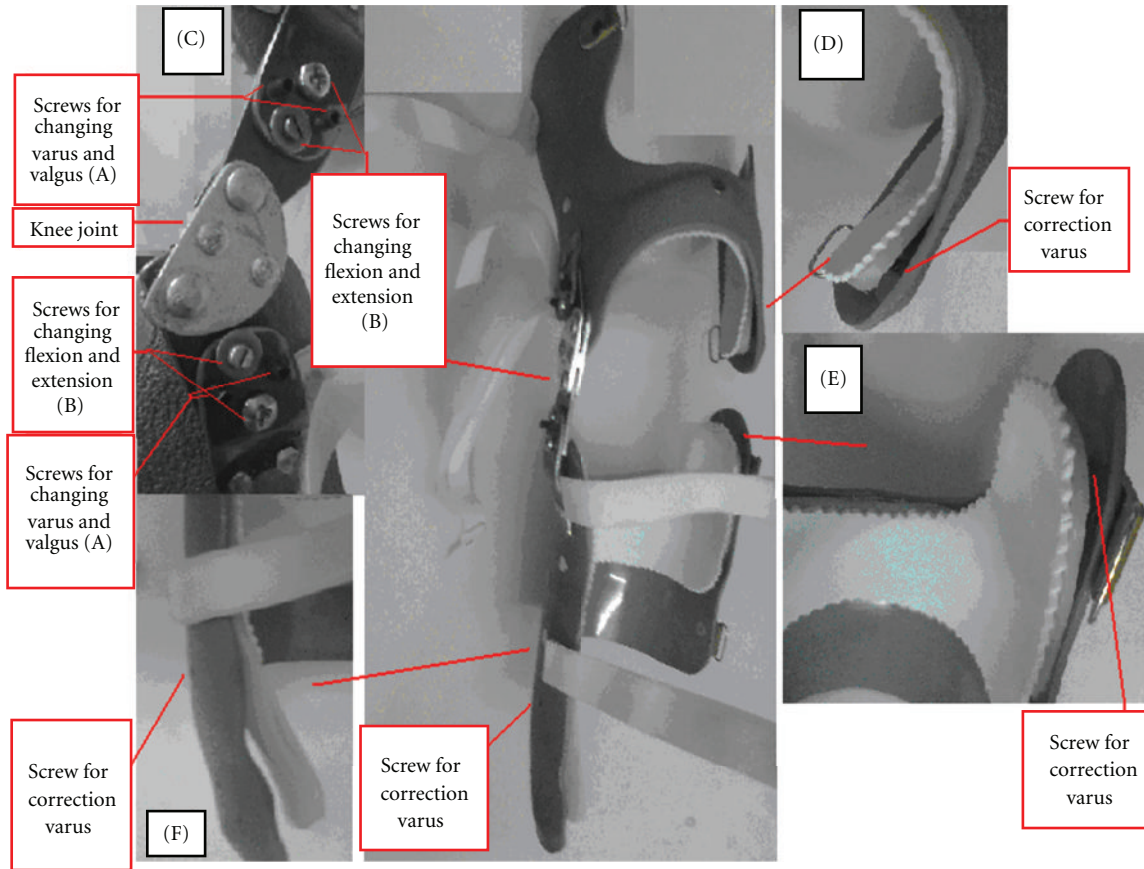 (C)
(D)
Screws for
changing
varus and
valgus (A)
Knee joint
Screws for
changing
flexion and
extension
(B)
Screws for
changing
varus and
valgus (A)
Screws for
changing
flexion and
extension
(B)
Screw for
correction
varus
(E)
Screw for
correction
varus
(F)
Screw for
correction
varus
Screw for
correction
varus